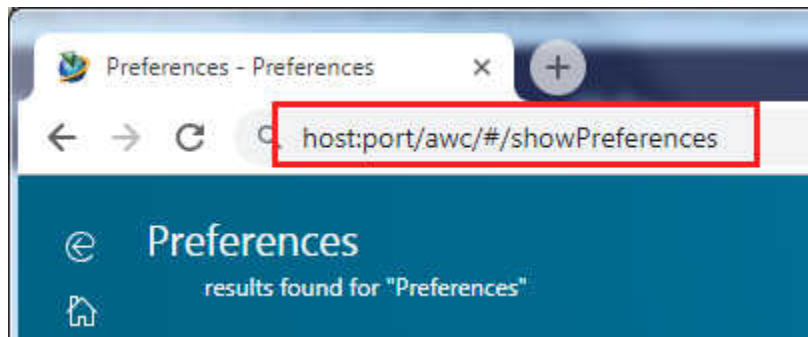 Preferences - Preferences
host:port/awc/#/showPreferences
Preferences
results found for "Preferences"